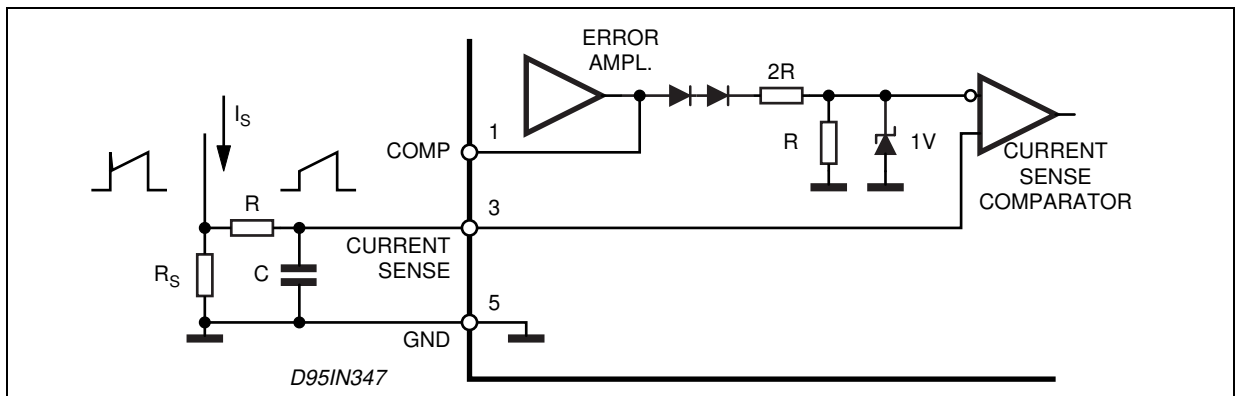 ERROR
AMPL.
2R
I_S
1
COMP
R
1V
CURRENT
SENSE
COMPARATOR
R
3
CURRENT
SENSE
R_S
C
5
GND
D95IN347